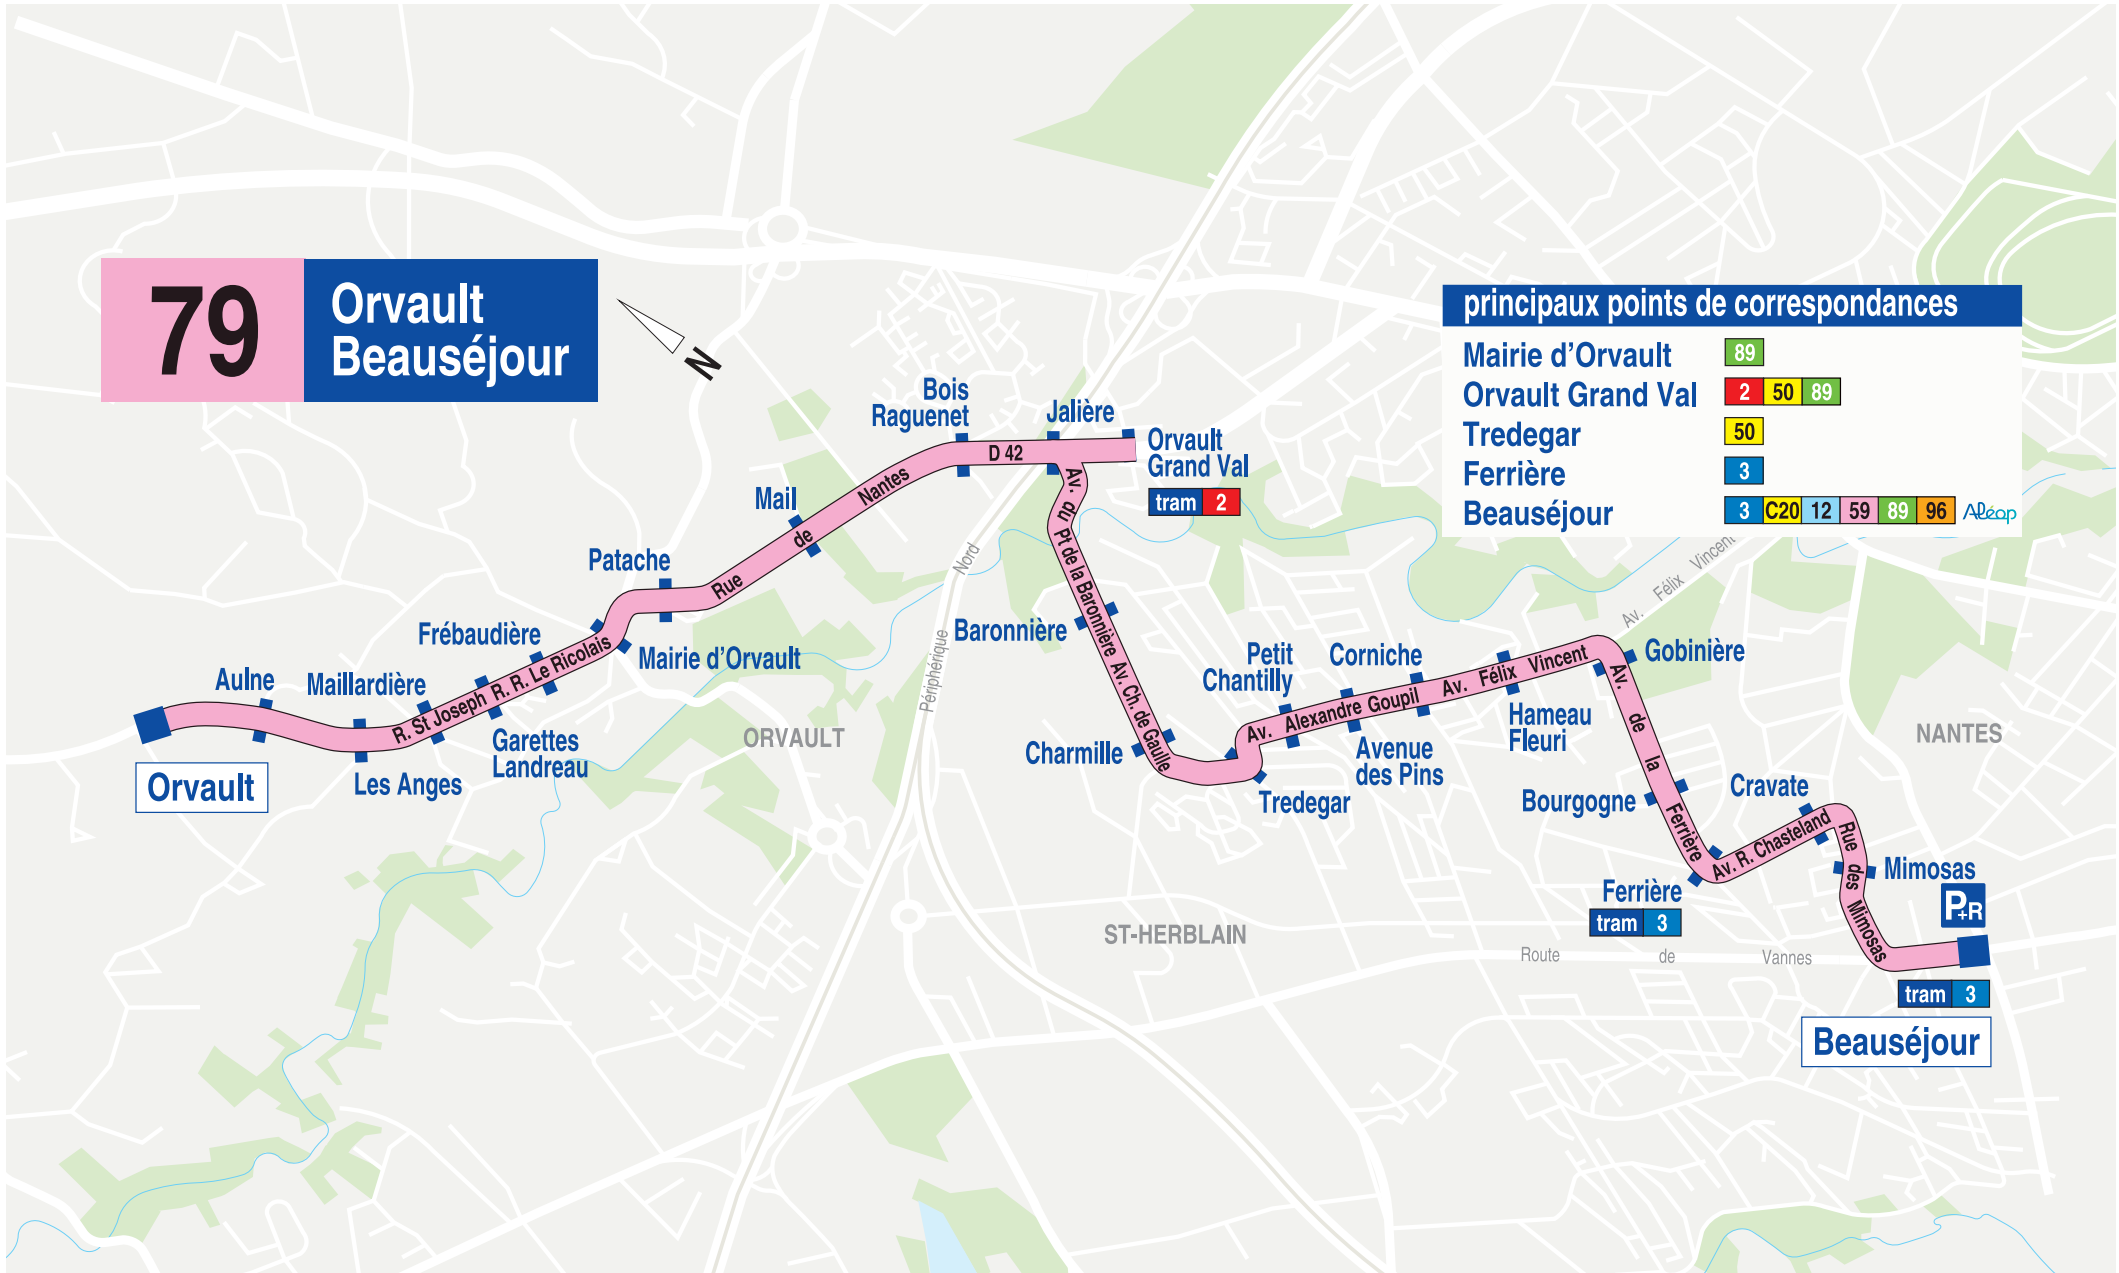 79
Orvault
Beauséjour
N
principaux points de correspondances
Mairie d'Orvault 89
Orvault Grand Val 2 50 89
Tredegar 50
Ferrière 3
Beauséjour 3 C20 12 59 89 96 Aléop
Bois
Raguenet
Jalière
Orvault
Grand Val
tram 2
D 42
Mail
Rue de Nantes
Patache
Frébaudière
Mairie d'Orvault
Aulne
Maillardière
R. St Joseph R. R. Le Ricolais
Garettes
Landreau
Les Anges
Orvault
ORVAULT
Périphérique Nord
Av. du Pt de la Baronnière Av. Ch. de Gaulle
Baronnière
Charmille
Tredegar
Petit
Chantilly
Corniche
Av. Alexandre Goupil Av. Félix Vincent
Avenue
des Pins
Hameau
Fleuri
Av. Félix Vincent
Gobinière
Av. de la Ferrière
Bourgogne
Cravate
Av. R. Chasteland
NANTES
Ferrière
tram 3
Rue des Mimosas
Mimosas
P+R
ST-HERBLAIN
Route de Vannes
tram 3
Beauséjour